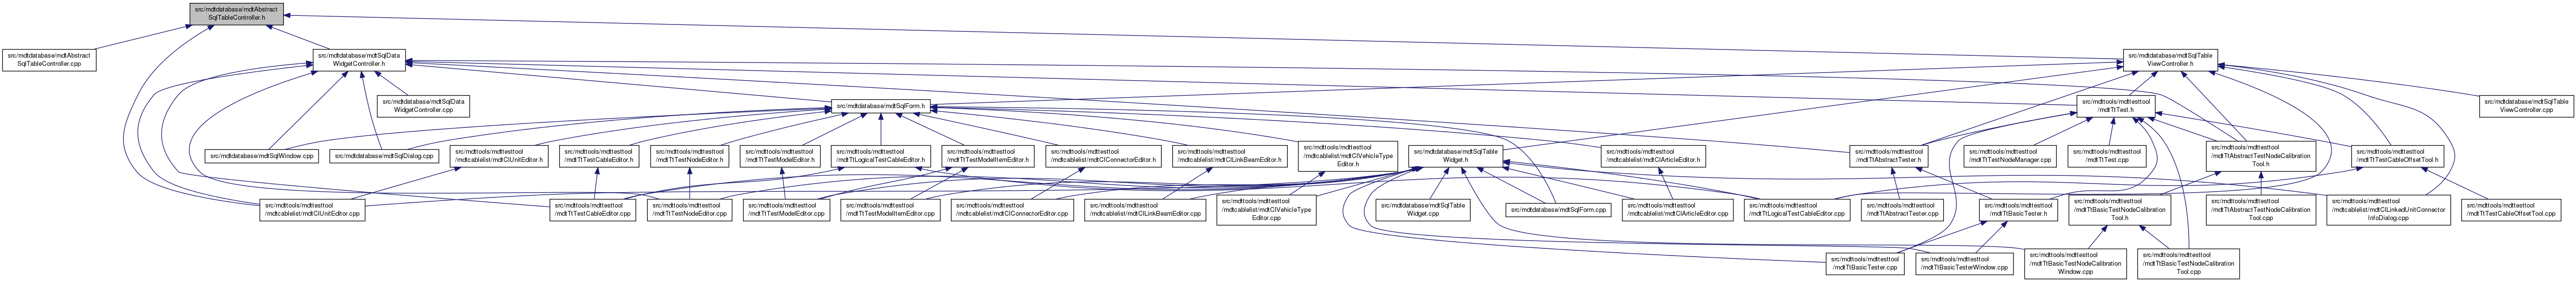 src/mdtdatabase/mdtAbstract
SqlTableController.h
src/mdtdatabase/mdtAbstract
SqlTableController.cpp
src/mdtdatabase/mdtSqlData
WidgetController.h
src/mdtdatabase/mdtSqlTable
ViewController.h
src/mdtdatabase/mdtSqlData
WidgetController.cpp
src/mdtdatabase/mdtSqlForm.h
src/mdttools/mdttesttool
/mdtTtTest.h
src/mdtdatabase/mdtSqlTable
ViewController.cpp
src/mdtdatabase/mdtSqlWindow.cpp
src/mdtdatabase/mdtSqlDialog.cpp
src/mdttools/mdttesttool
/mdtcablelist/mdtClUnitEditor.h
src/mdttools/mdttesttool
/mdtTtTestCableEditor.h
src/mdttools/mdttesttool
/mdtTtTestNodeEditor.h
src/mdttools/mdttesttool
/mdtTtTestModelEditor.h
src/mdttools/mdttesttool
/mdtTtLogicalTestCableEditor.h
src/mdttools/mdttesttool
/mdtTtTestModelItemEditor.h
src/mdttools/mdttesttool
/mdtcablelist/mdtClConnectorEditor.h
src/mdttools/mdttesttool
/mdtcablelist/mdtClLinkBeamEditor.h
src/mdttools/mdttesttool
/mdtcablelist/mdtClVehicleType
Editor.h
src/mdtdatabase/mdtSqlTable
Widget.h
src/mdttools/mdttesttool
/mdtcablelist/mdtClArticleEditor.h
src/mdttools/mdttesttool
/mdtTtAbstractTester.h
src/mdttools/mdttesttool
/mdtTtTestNodeManager.cpp
src/mdttools/mdttesttool
/mdtTtTest.cpp
src/mdttools/mdttesttool
/mdtTtAbstractTestNodeCalibration
Tool.h
src/mdttools/mdttesttool
/mdtTtTestCableOffsetTool.h
src/mdttools/mdttesttool
/mdtcablelist/mdtClUnitEditor.cpp
src/mdttools/mdttesttool
/mdtTtTestCableEditor.cpp
src/mdttools/mdttesttool
/mdtTtTestNodeEditor.cpp
src/mdttools/mdttesttool
/mdtTtTestModelEditor.cpp
src/mdttools/mdttesttool
/mdtTtTestModelItemEditor.cpp
src/mdttools/mdttesttool
/mdtcablelist/mdtClConnectorEditor.cpp
src/mdttools/mdttesttool
/mdtcablelist/mdtClLinkBeamEditor.cpp
src/mdttools/mdttesttool
/mdtcablelist/mdtClVehicleType
Editor.cpp
src/mdtdatabase/mdtSqlTable
Widget.cpp
src/mdtdatabase/mdtSqlForm.cpp
src/mdttools/mdttesttool
/mdtcablelist/mdtClArticleEditor.cpp
src/mdttools/mdttesttool
/mdtTtLogicalTestCableEditor.cpp
src/mdttools/mdttesttool
/mdtTtAbstractTester.cpp
src/mdttools/mdttesttool
/mdtTtBasicTester.h
src/mdttools/mdttesttool
/mdtTtBasicTestNodeCalibration
Tool.h
src/mdttools/mdttesttool
/mdtTtAbstractTestNodeCalibration
Tool.cpp
src/mdttools/mdttesttool
/mdtcablelist/mdtClLinkedUnitConnector
InfoDialog.cpp
src/mdttools/mdttesttool
/mdtTtTestCableOffsetTool.cpp
src/mdttools/mdttesttool
/mdtTtBasicTester.cpp
src/mdttools/mdttesttool
/mdtTtBasicTesterWindow.cpp
src/mdttools/mdttesttool
/mdtTtBasicTestNodeCalibration
Window.cpp
src/mdttools/mdttesttool
/mdtTtBasicTestNodeCalibration
Tool.cpp